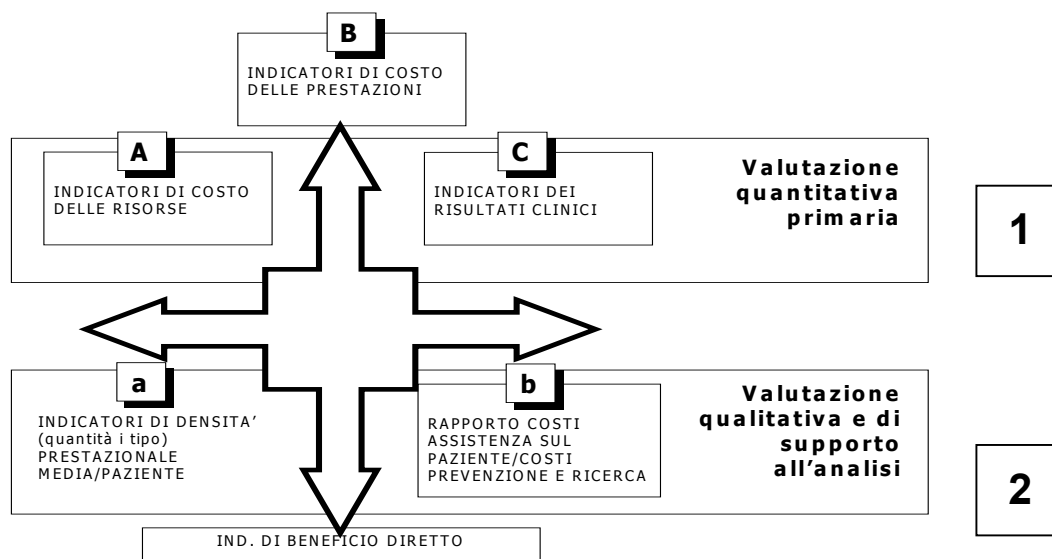 B
INDICATORI DI COSTO
DELLE PRESTAZIONI
A
INDICATORI DI COSTO
DELLE RISORSE
C
INDICATORI DEI
RISULTATI CLINICI
Valutazione
quantitativa
primaria
1
a
INDICATORI DI DENSITA’
(quantità i tipo)
PRESTAZIONALE
MEDIA/PAZIENTE
b
RAPPORTO COSTI
ASSISTENZA SUL
PAZIENTE/COSTI
PREVENZIONE E RICERCA
Valutazione
qualitativa e di
supporto
all’analisi
2
IND. DI BENEFICIO DIRETTO